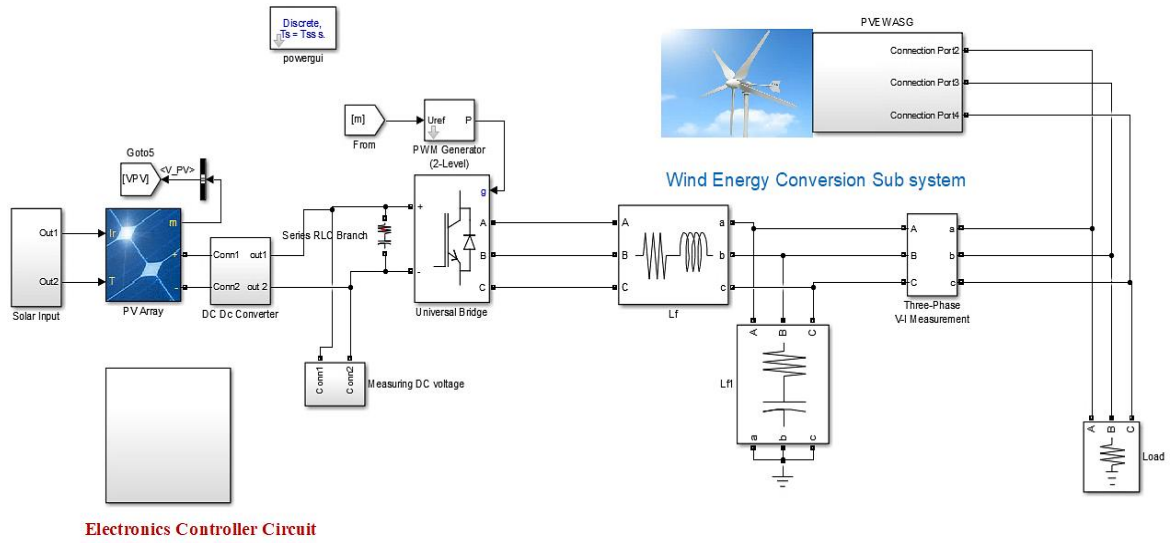 Discrete,
Ts = Tss s.
powergui
PVEWASG
Connection Port2
Connection Port3
Connection Port4
[m]
From
Uref P
PWM Generator
(2-Level)
Goto5
[VPV]
<V_PV>
Wind Energy Conversion Sub system
Out1
Out2
Solar Input
Ir
T
m
+
-
PV Array
Conn1 out1
Conn2 out 2
DC Dc Converter
Series RLC Branch
g
+
-
A
B
C
Universal Bridge
A a
B b
C c
Lf
A a
B b
C c
Three-Phase
V-I Measurement
Conn1
Conn2
Measuring DC voltage
A B C
Lf1
a b c
A B C
Load
Electronics Controller Circuit